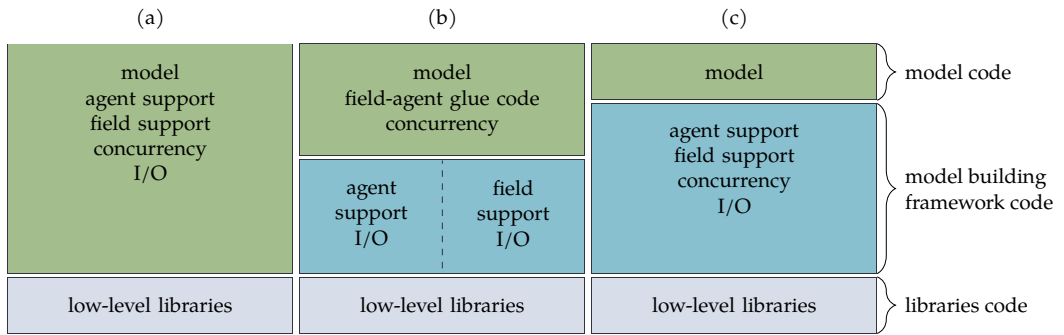 (a)
(b)
(c)
model
agent support
field support
concurrency
I/O
low-level libraries
model
field-agent glue code
concurrency
agent
support
I/O
field
support
I/O
low-level libraries
model
agent support
field support
concurrency
I/O
low-level libraries
model code
model building
framework code
libraries code